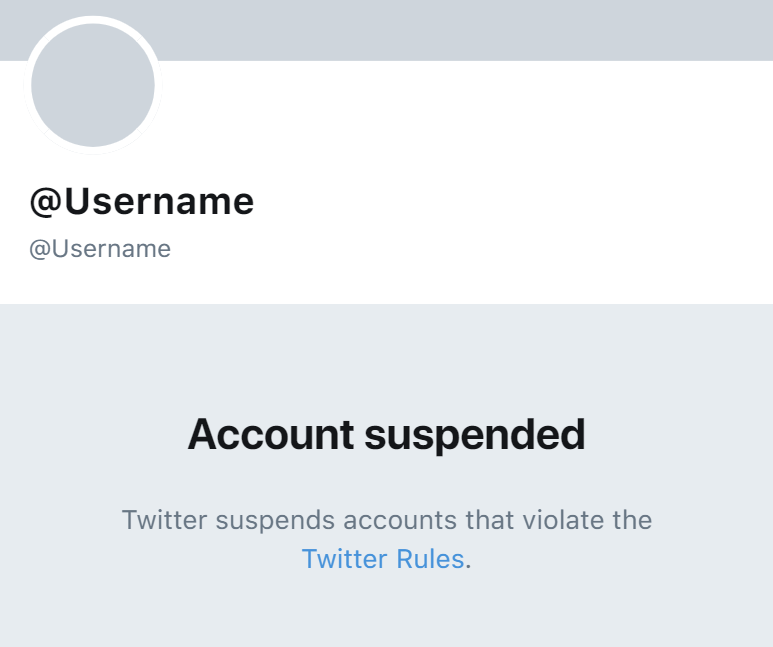 @Username
@Username
Account suspended
Twitter suspends accounts that violate the
Twitter Rules.